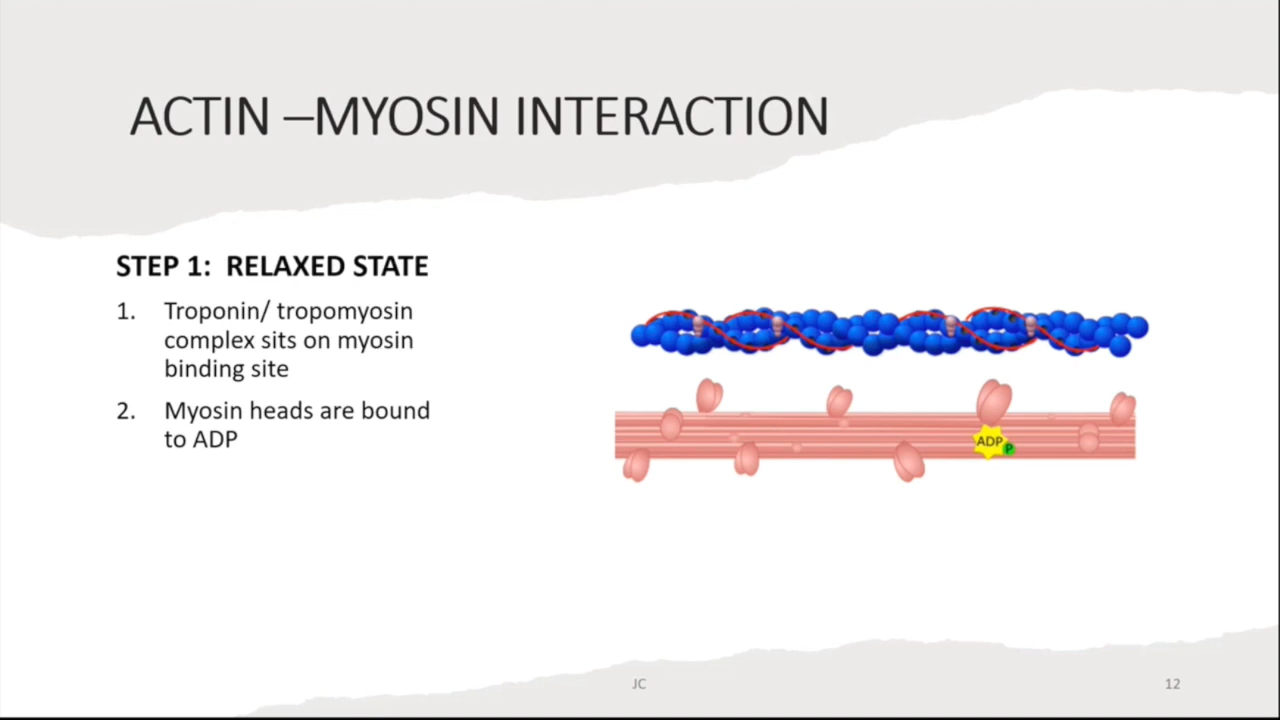 ACTIN –MYOSIN INTERACTION
STEP 1:  RELAXED STATE
1. Troponin/ tropomyosin
complex sits on myosin
binding site
2. Myosin heads are bound
to ADP
ADP
P
JC
12